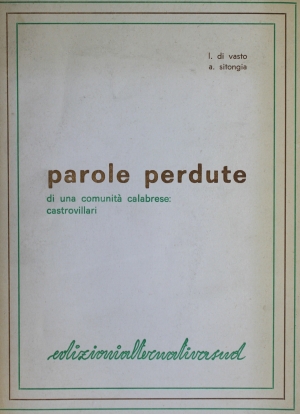 l. di vasto
a. sitongia
parole perdute
di una comunità calabrese:
castrovillari
edizionialternativasud